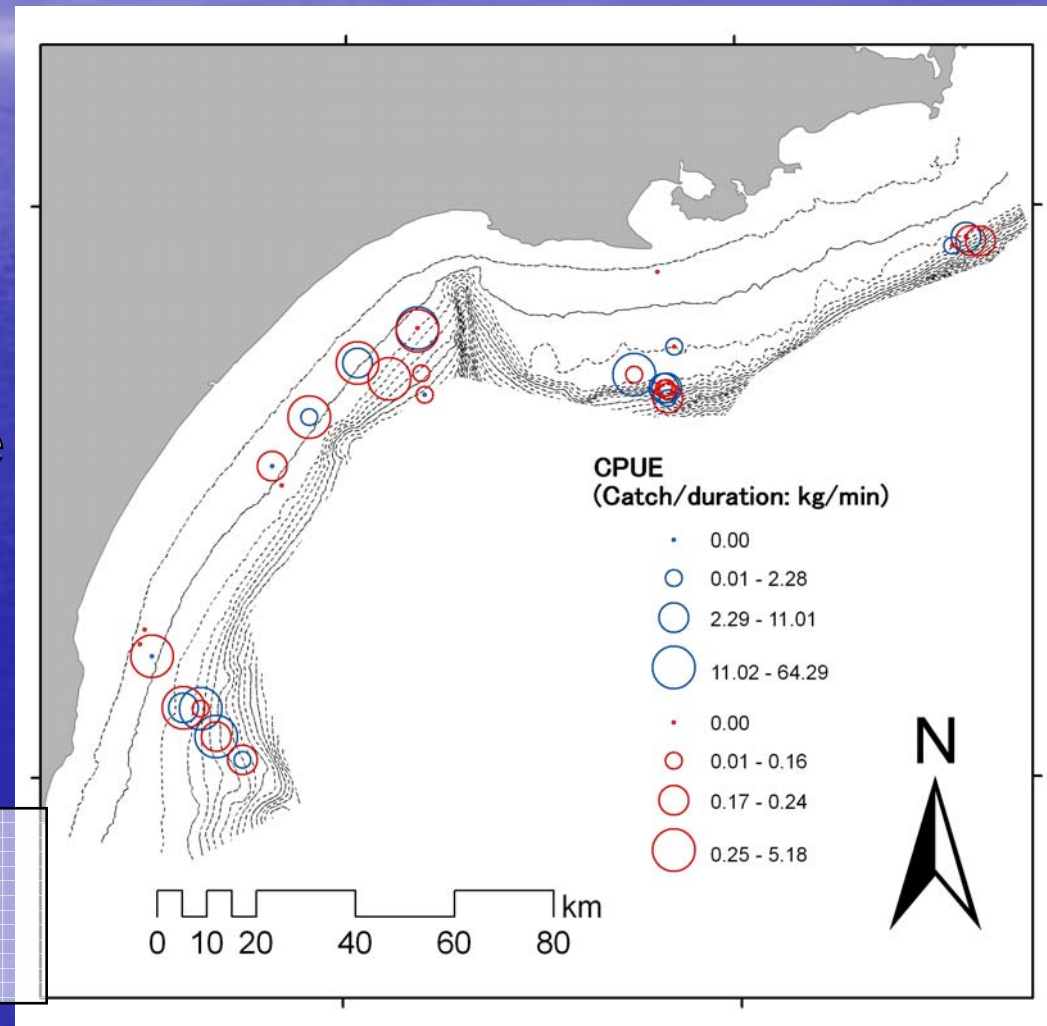 e
CPUE
(Catch/duration: kg/min)
0.00
0.01 - 2.28
2.29 - 11.01
11.02 - 64.29
0.00
0.01 - 0.16
0.17 - 0.24
0.25 - 5.18
N
km
0 10 20 40 60 80